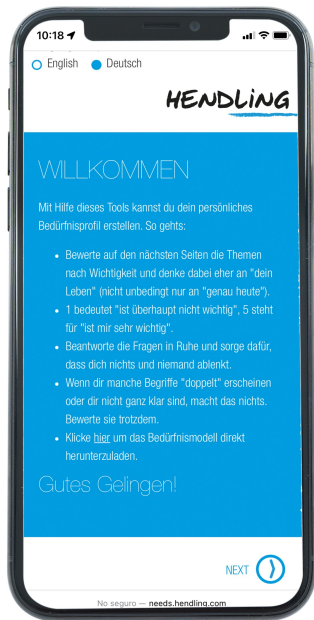 10:18
English Deutsch
HENDLING
WILLKOMMEN
Mit Hilfe dieses Tools kannst du dein persönliches
Bedürfnisprofil erstellen. So gehts:
• Bewerte auf den nächsten Seiten die Themen
nach Wichtigkeit und denke dabei eher an "dein
Leben" (nicht unbedingt nur an "genau heute").
• 1 bedeutet "ist überhaupt nicht wichtig", 5 steht
für "ist mir sehr wichtig".
• Beantworte die Fragen in Ruhe und sorge dafür,
dass dich nichts und niemand ablenkt.
• Wenn dir manche Begriffe "doppelt" erscheinen
oder dir nicht ganz klar sind, macht das nichts.
Bewerte sie trotzdem.
• Klicke hier um das Bedürfnismodell direkt
herunterzuladen.
Gutes Gelingen!
NEXT
No seguro — needs.hendling.com